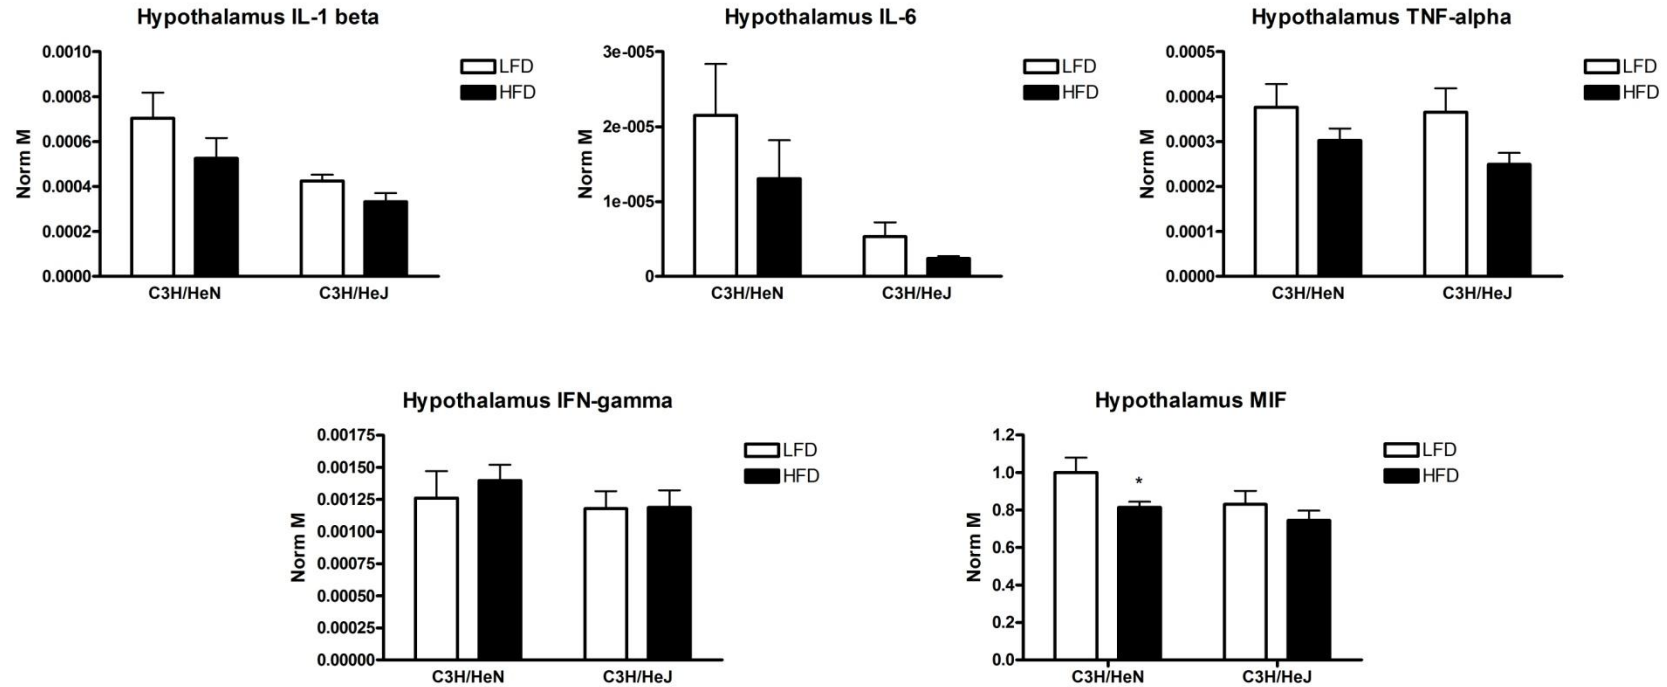 Hypothalamus IL-1 beta
Norm M
0.0010
0.0008
0.0006
0.0004
0.0002
0.0000
C3H/HeN
C3H/HeJ
LFD
HFD
Hypothalamus IL-6
Norm M
3e-005
2e-005
1e-005
0
C3H/HeN
C3H/HeJ
LFD
HFD
Hypothalamus TNF-alpha
Norm M
0.0005
0.0004
0.0003
0.0002
0.0001
0.0000
C3H/HeN
C3H/HeJ
LFD
HFD
Hypothalamus IFN-gamma
Norm M
0.00175
0.00150
0.00125
0.00100
0.00075
0.00050
0.00025
0.00000
C3H/HeN
C3H/HeJ
LFD
HFD
Hypothalamus MIF
Norm M
1.2
1.0
0.8
0.6
0.4
0.2
0.0
*
C3H/HeN
C3H/HeJ
LFD
HFD